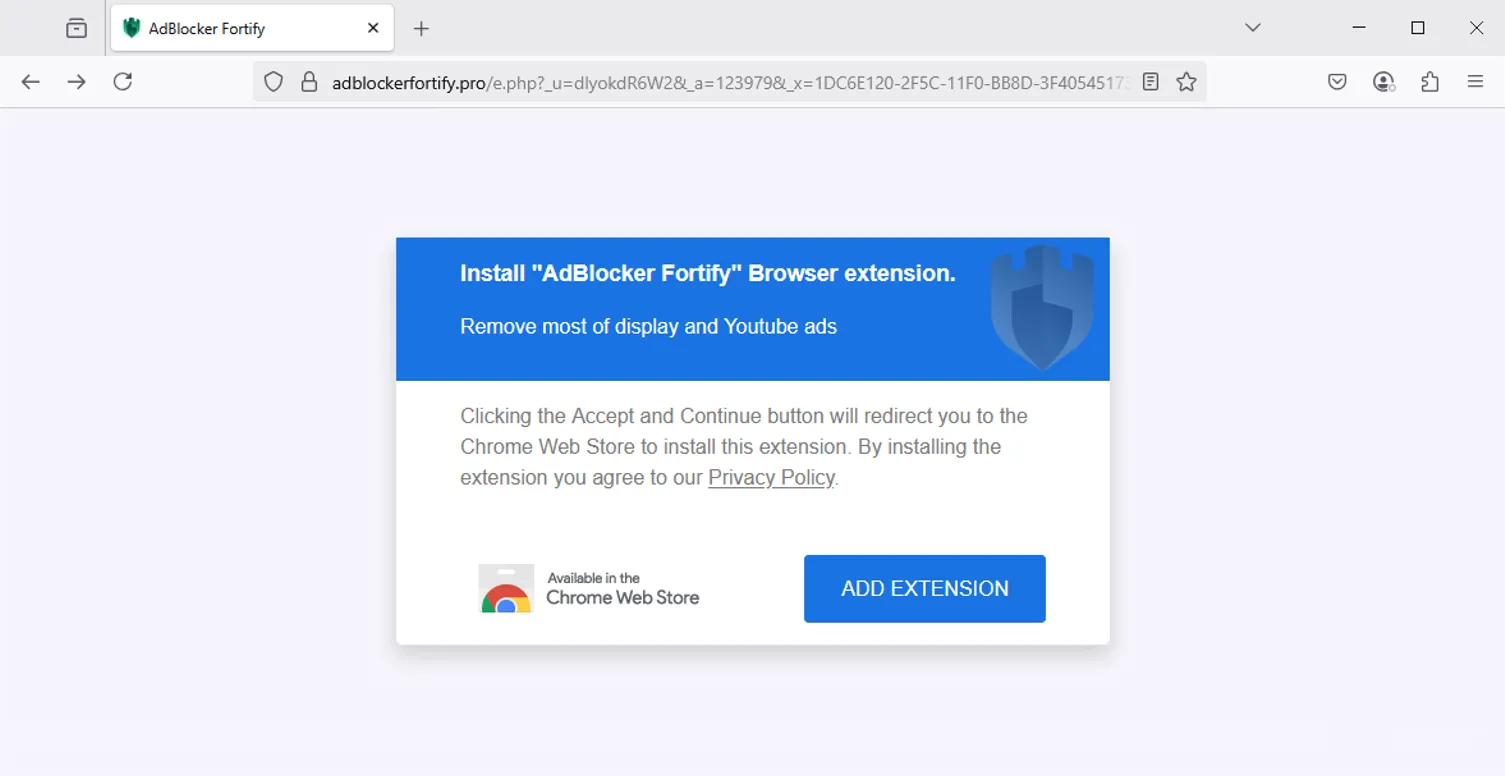 AdBlocker Fortify
adblockerfortify.pro/e.php?_u=dlyokdR6W2&_a=123979&_x=1DC6E120-2F5C-11F0-BB8D-3F40545173
Install "AdBlocker Fortify" Browser extension.
Remove most of display and Youtube ads
Clicking the Accept and Continue button will redirect you to the
Chrome Web Store to install this extension. By installing the
extension you agree to our Privacy Policy.
Available in the
Chrome Web Store
ADD EXTENSION